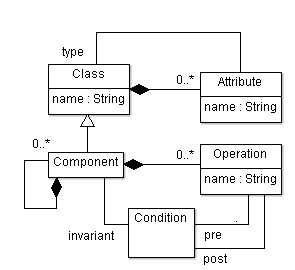 type
Class
name : String
0..*
Attribute
name : String
0..*
Component
0..*
Operation
name : String
Condition
invariant
pre
post